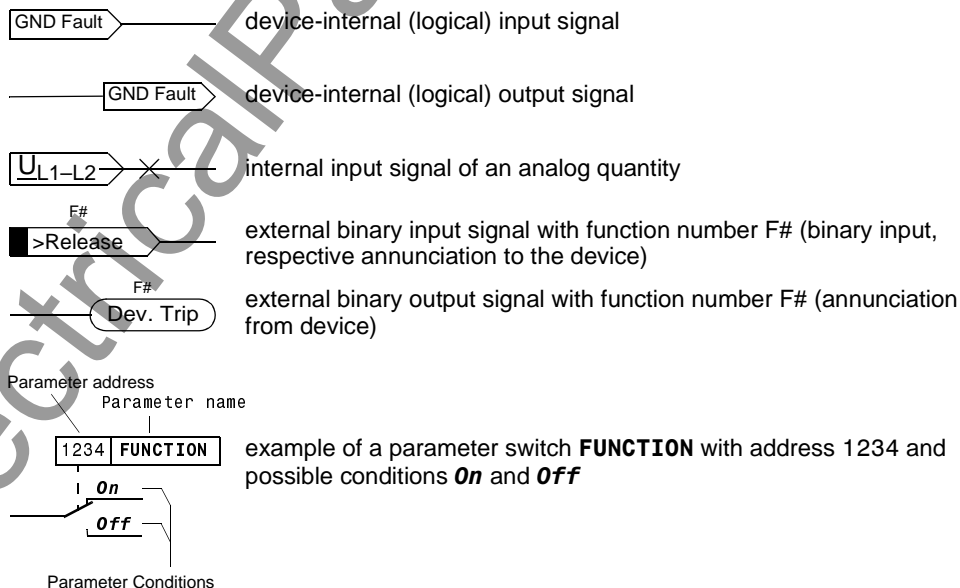 GND Fault
device-internal (logical) input signal
GND Fault
device-internal (logical) output signal
UL1–L2
internal input signal of an analog quantity
F#
>Release
external binary input signal with function number F# (binary input,
respective annunciation to the device)
F#
Dev. Trip
external binary output signal with function number F# (annunciation
from device)
Parameter address
Parameter name
1234 FUNCTION
example of a parameter switch FUNCTION with address 1234 and
possible conditions On and Off
On
Off
Parameter Conditions